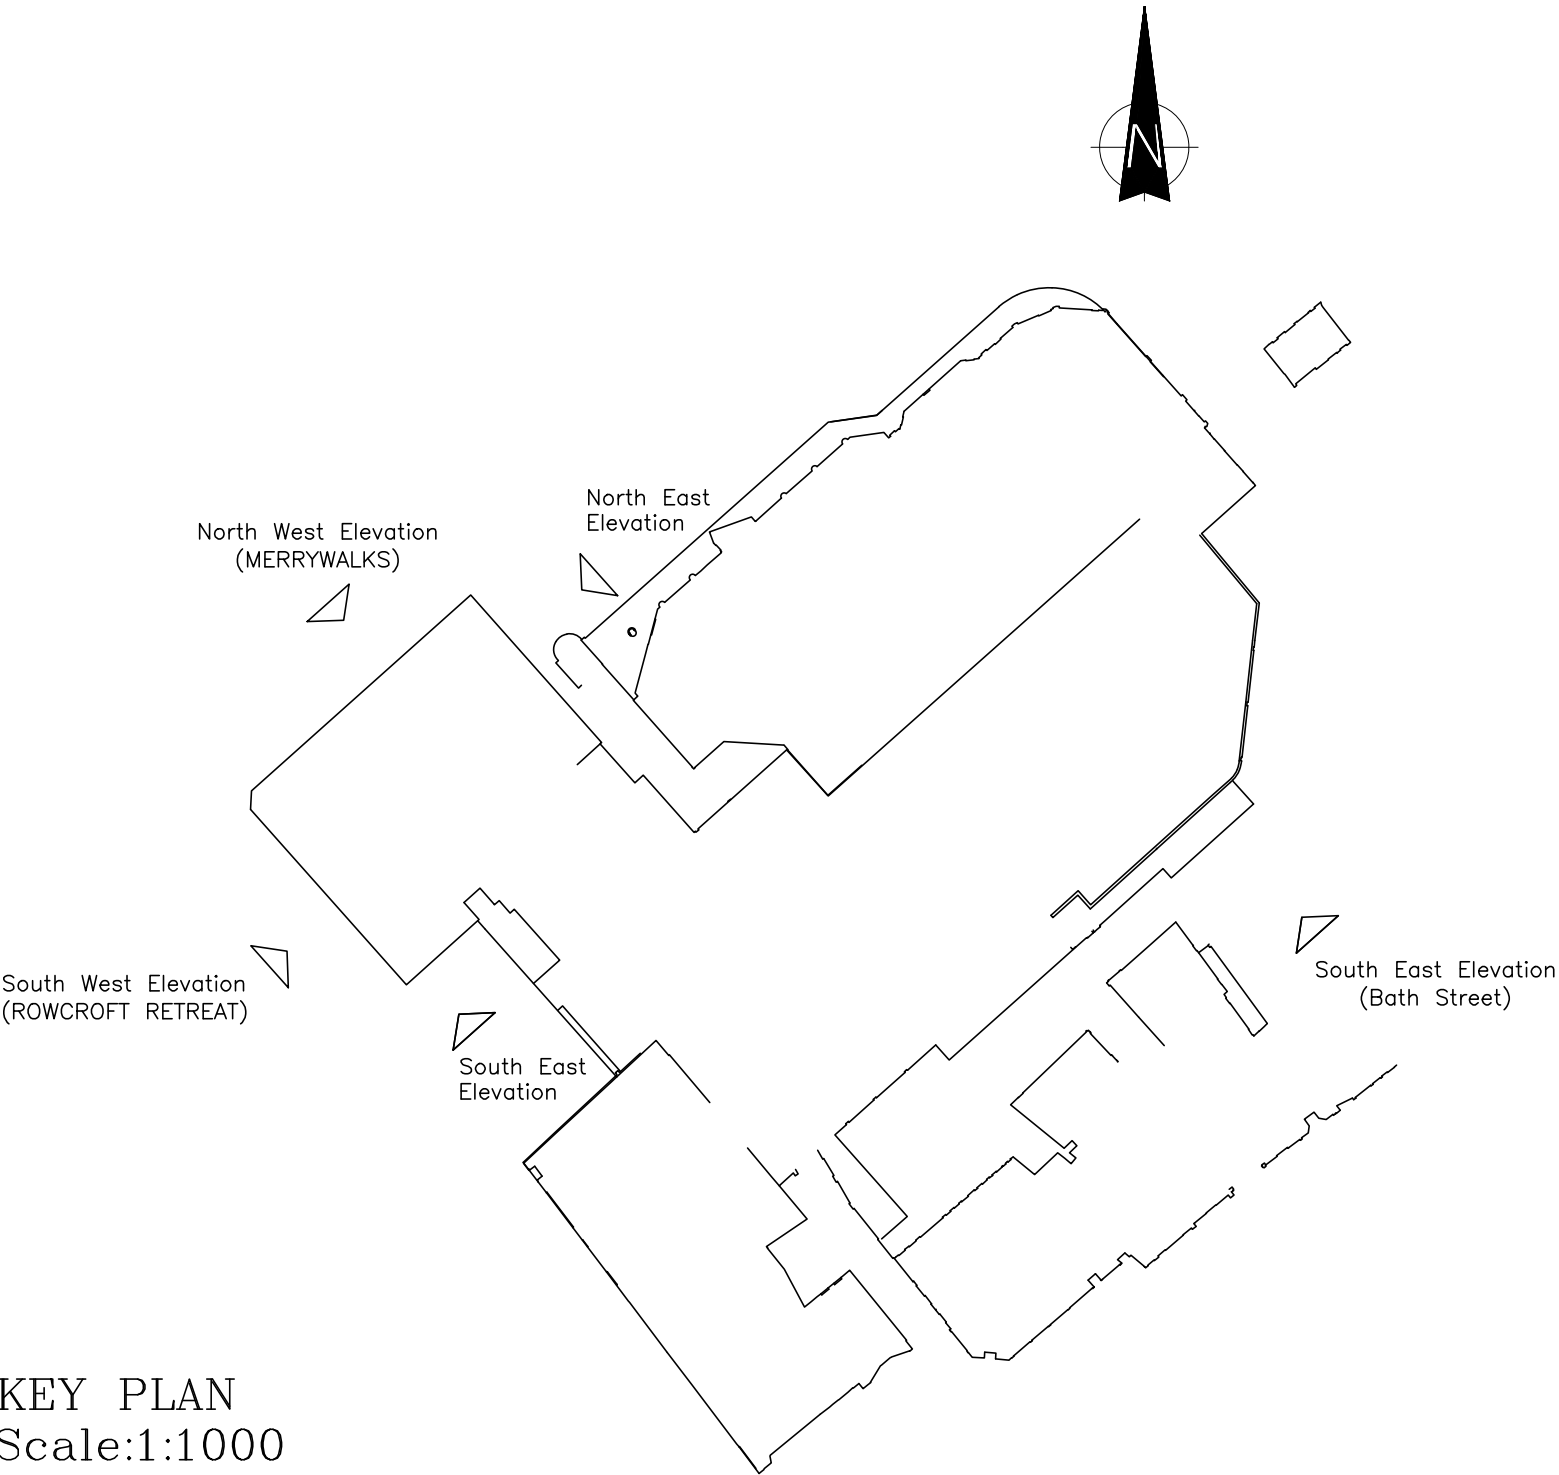 N
North East
Elevation
North West Elevation
(MERRYWALKS)
South West Elevation
(ROWCROFT RETREAT)
South East Elevation
(Bath Street)
South East
Elevation
KEY PLAN
Scale:1:1000